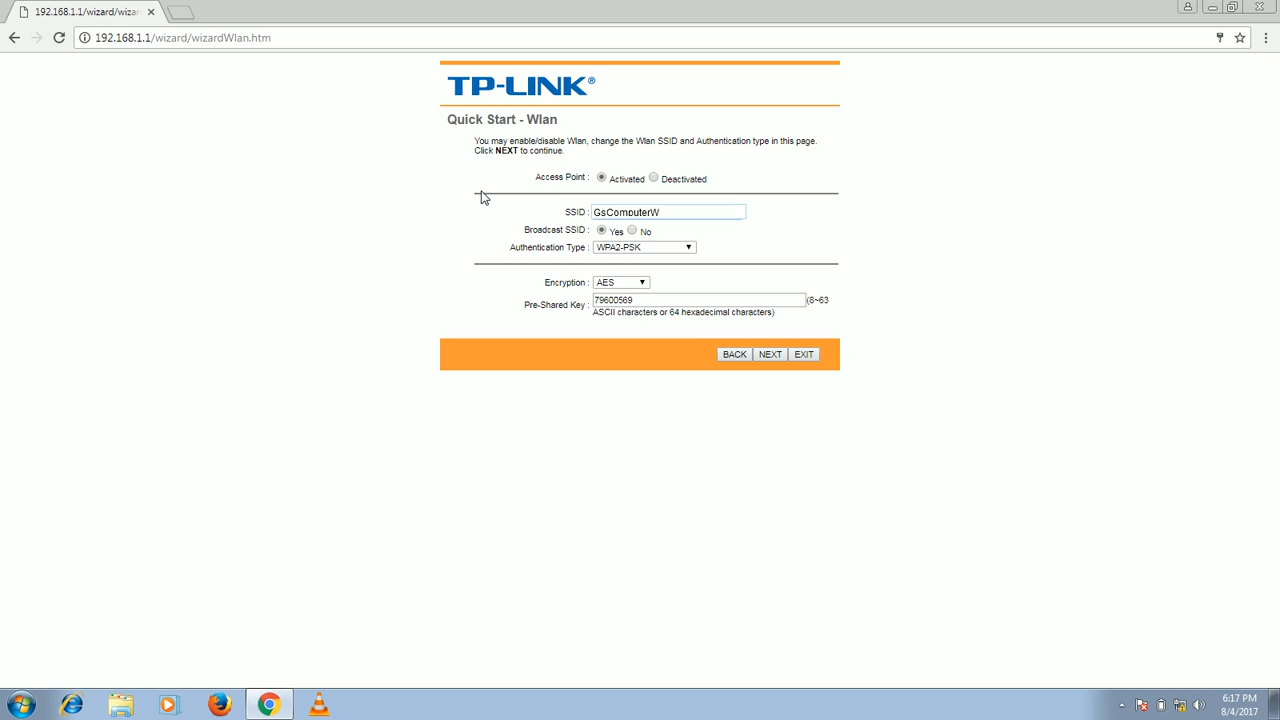 192.168.1.1/wizard/wizar
192.168.1.1/wizard/wizardWlan.htm
TP-LINK®
Quick Start - Wlan
You may enable/disable Wlan, change the Wlan SSID and Authentication type in this page.
Click NEXT to continue.
Access Point : Activated Deactivated
SSID : GsComputerW
Broadcast SSID : Yes No
Authentication Type : WPA2-PSK
Encryption : AES
Pre-Shared Key : 79600569 (8~63
ASCII characters or 64 hexadecimal characters)
BACK NEXT EXIT
6:17 PM
8/4/2017